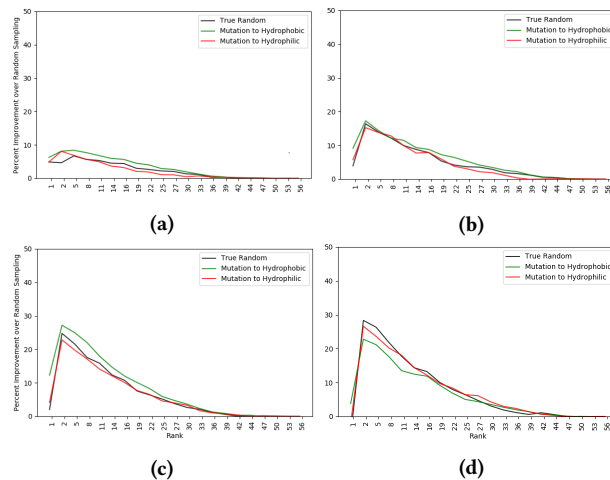 50
40
30
20
10
0
Percent Improvement over Random Sampling
True Random
Mutation to Hydrophobic
Mutation to Hydrophilic
1 2 5 8 11 14 16 19 22 25 27 30 33 36 39 42 44 47 50 53 56
(a)
50
40
30
20
10
0
True Random
Mutation to Hydrophobic
Mutation to Hydrophilic
1 2 5 8 11 14 16 19 22 25 27 30 33 36 39 42 44 47 50 53 56
(b)
50
40
30
20
10
0
Percent Improvement over Random Sampling
True Random
Mutation to Hydrophobic
Mutation to Hydrophilic
1 2 5 8 11 14 16 19 22 25 27 30 33 36 39 42 44 47 50 53 56
Rank
(c)
50
40
30
20
10
0
True Random
Mutation to Hydrophobic
Mutation to Hydrophilic
1 2 5 8 11 14 16 19 22 25 27 30 33 36 39 42 44 47 50 53 56
Rank
(d)